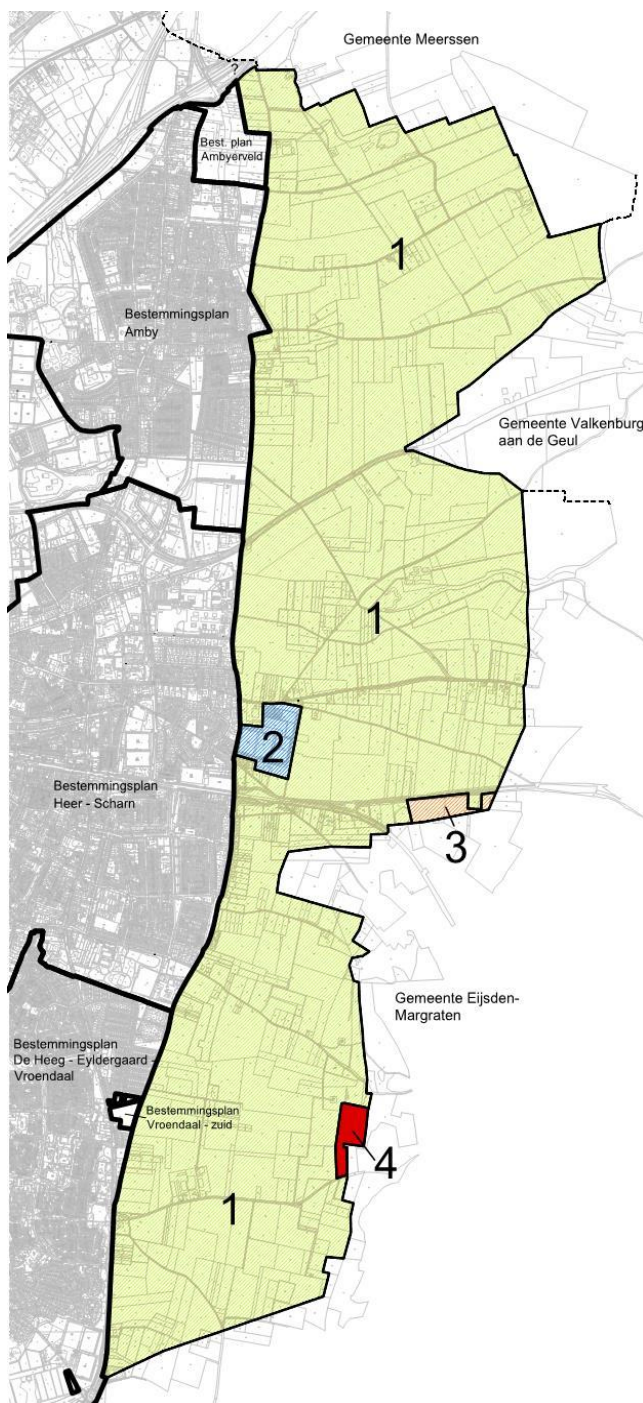 Gemeente Meerssen
?
Best. plan
Ambyerveld
1
Bestemmingsplan
Amby
Gemeente Valkenburg
aan de Geul
1
2
Bestemmingsplan
Heer - Scharn
3
Gemeente Eijsden-
Margraten
Bestemmingsplan
De Heeg - Eyldergaard -
Vroendaal
Bestemmingsplan
Vroendaal - zuid
4
1